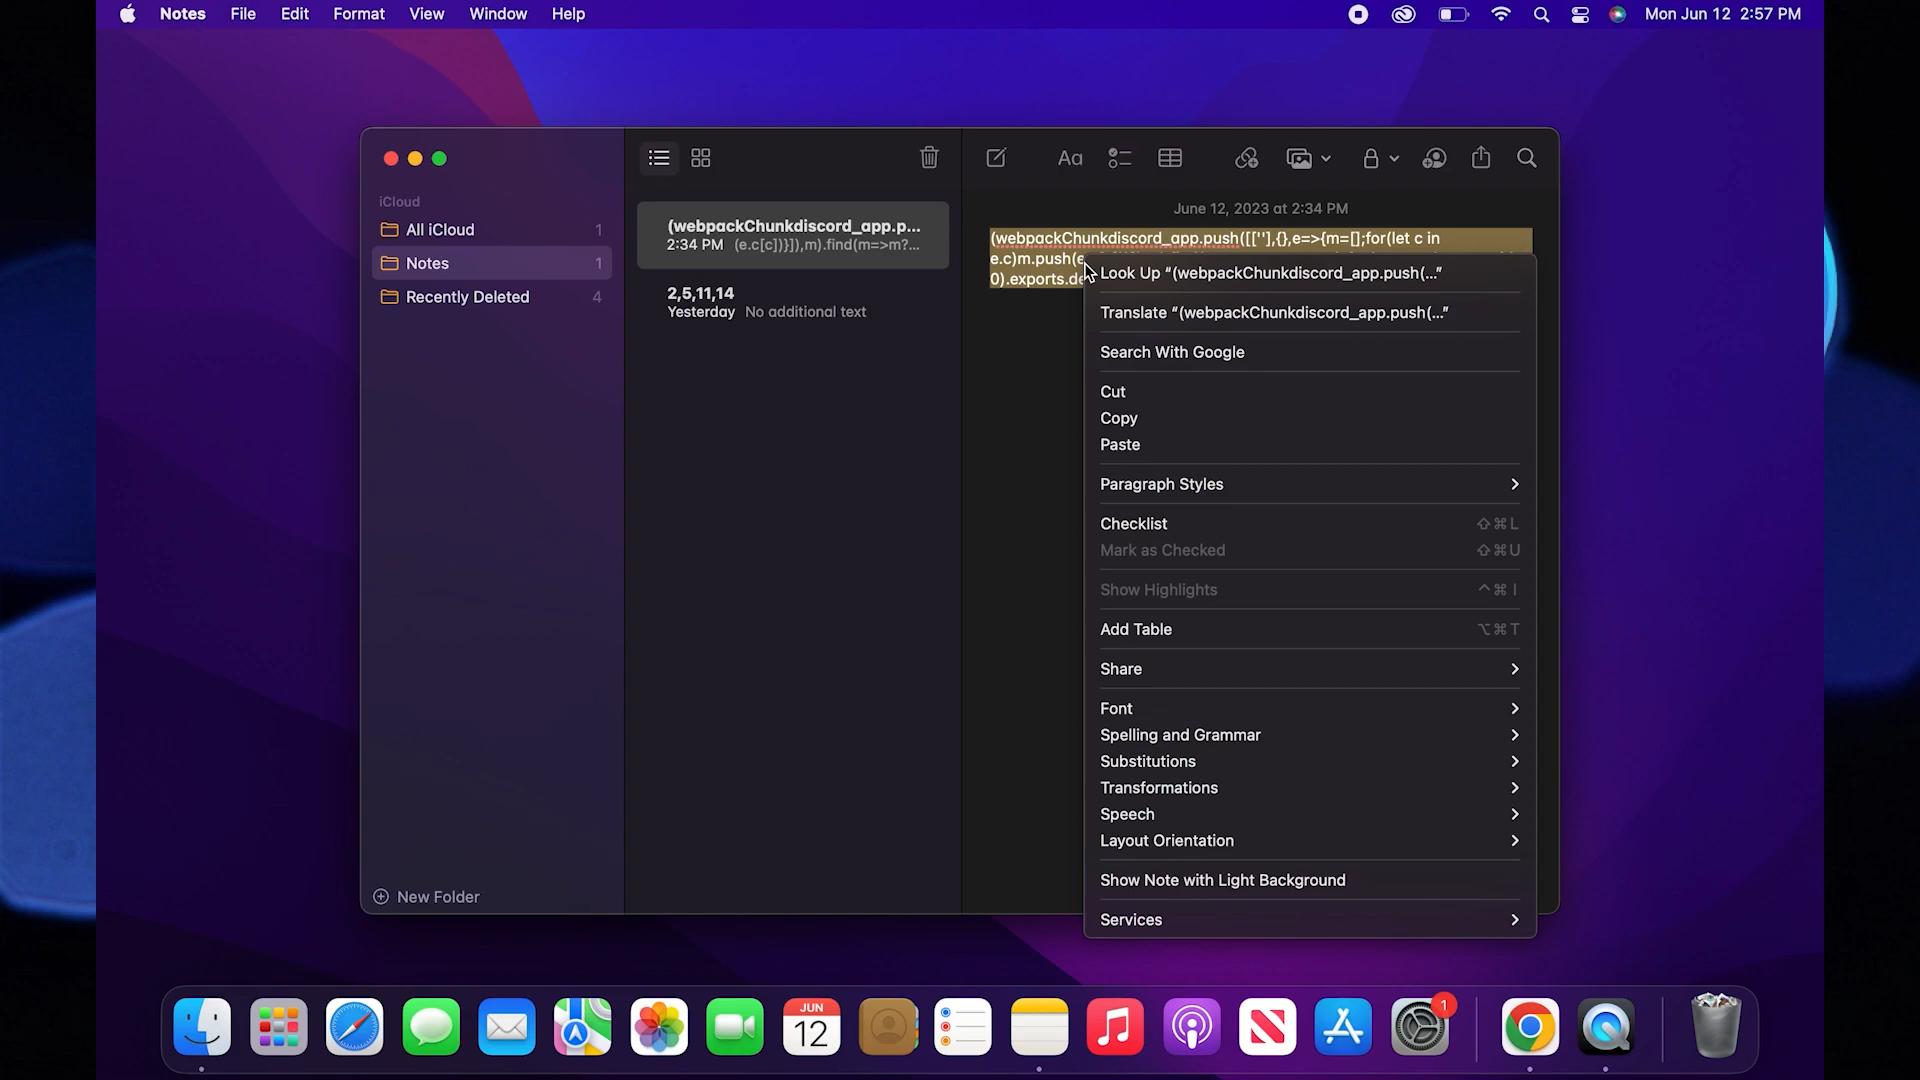 Notes File Edit Format View Window Help
Mon Jun 12 2:57 PM
iCloud
All iCloud 1
Notes 1
Recently Deleted 4
New Folder
(webpackChunkdiscord_app.p...
2:34 PM (e.c[c])}]),m).find(m=>m?...
2,5,11,14
Yesterday No additional text
Aa
June 12, 2023 at 2:34 PM
(webpackChunkdiscord_app.push([[''],{},e=>{m=[];for(let c in
e.c)m.push(e
0).exports.de
Look Up “(webpackChunkdiscord_app.push(...”
Translate “(webpackChunkdiscord_app.push(...”
Search With Google
Cut
Copy
Paste
Paragraph Styles
Checklist ⇧⌘L
Mark as Checked ⇧⌘U
Show Highlights ^⌘I
Add Table ⌥⌘T
Share
Font
Spelling and Grammar
Substitutions
Transformations
Speech
Layout Orientation
Show Note with Light Background
Services
JUN
12
1